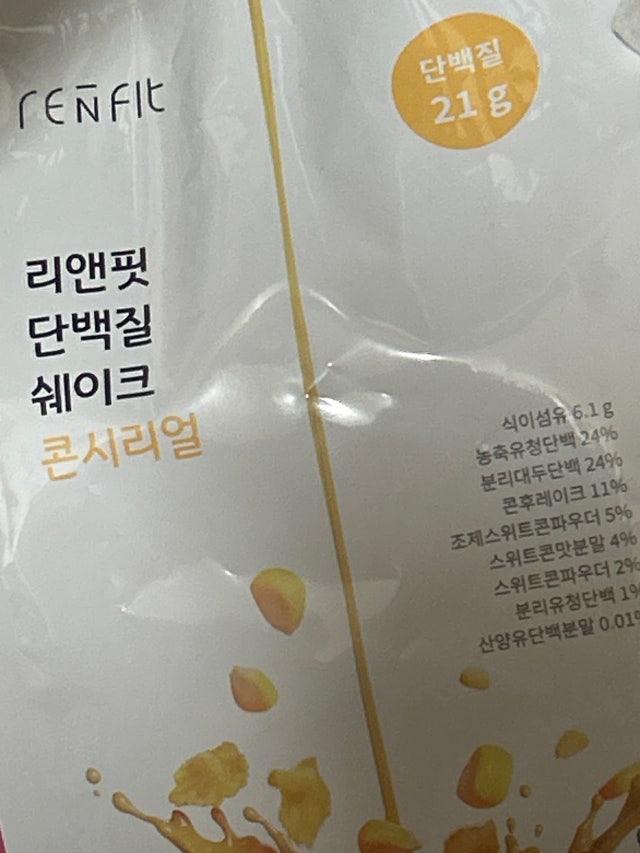 renfit
단백질
21 g
리앤핏
단백질
쉐이크
콘시리얼
식이섬유 6.1 g
농축유청단백 24%
분리대두단백 24%
콘후레이크 11%
조제스위트콘파우더 5%
스위트콘맛분말 4%
스위트콘파우더 2%
분리유청단백 1%
산양유단백분말 0.01%